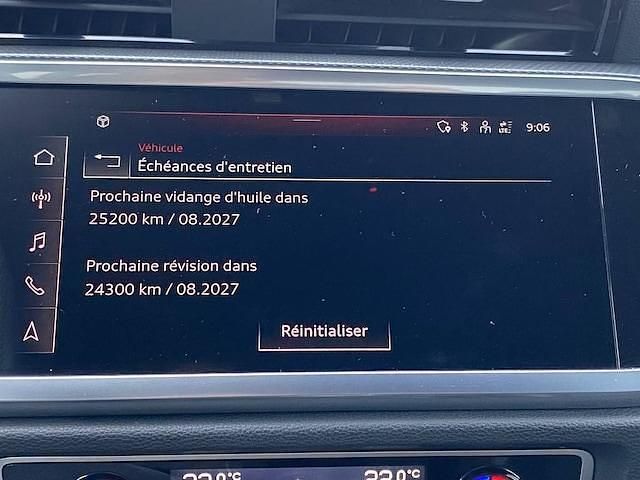 9:06
Véhicule
Échéances d'entretien
Prochaine vidange d'huile dans
25200 km / 08.2027
Prochaine révision dans
24300 km / 08.2027
Réinitialiser